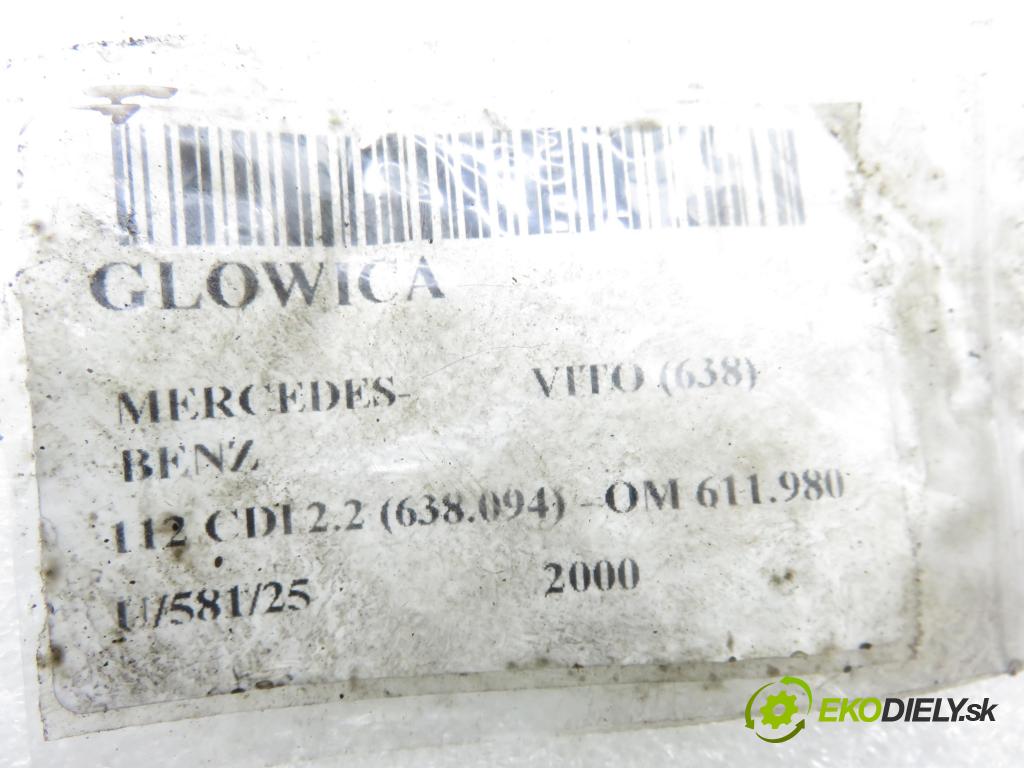 GLOWICA
MERCEDES- VITO (638)
BENZ
112 CDI 2.2 (638.094) - OM 611.980
U/581/25 2000
EKODIELY.sk